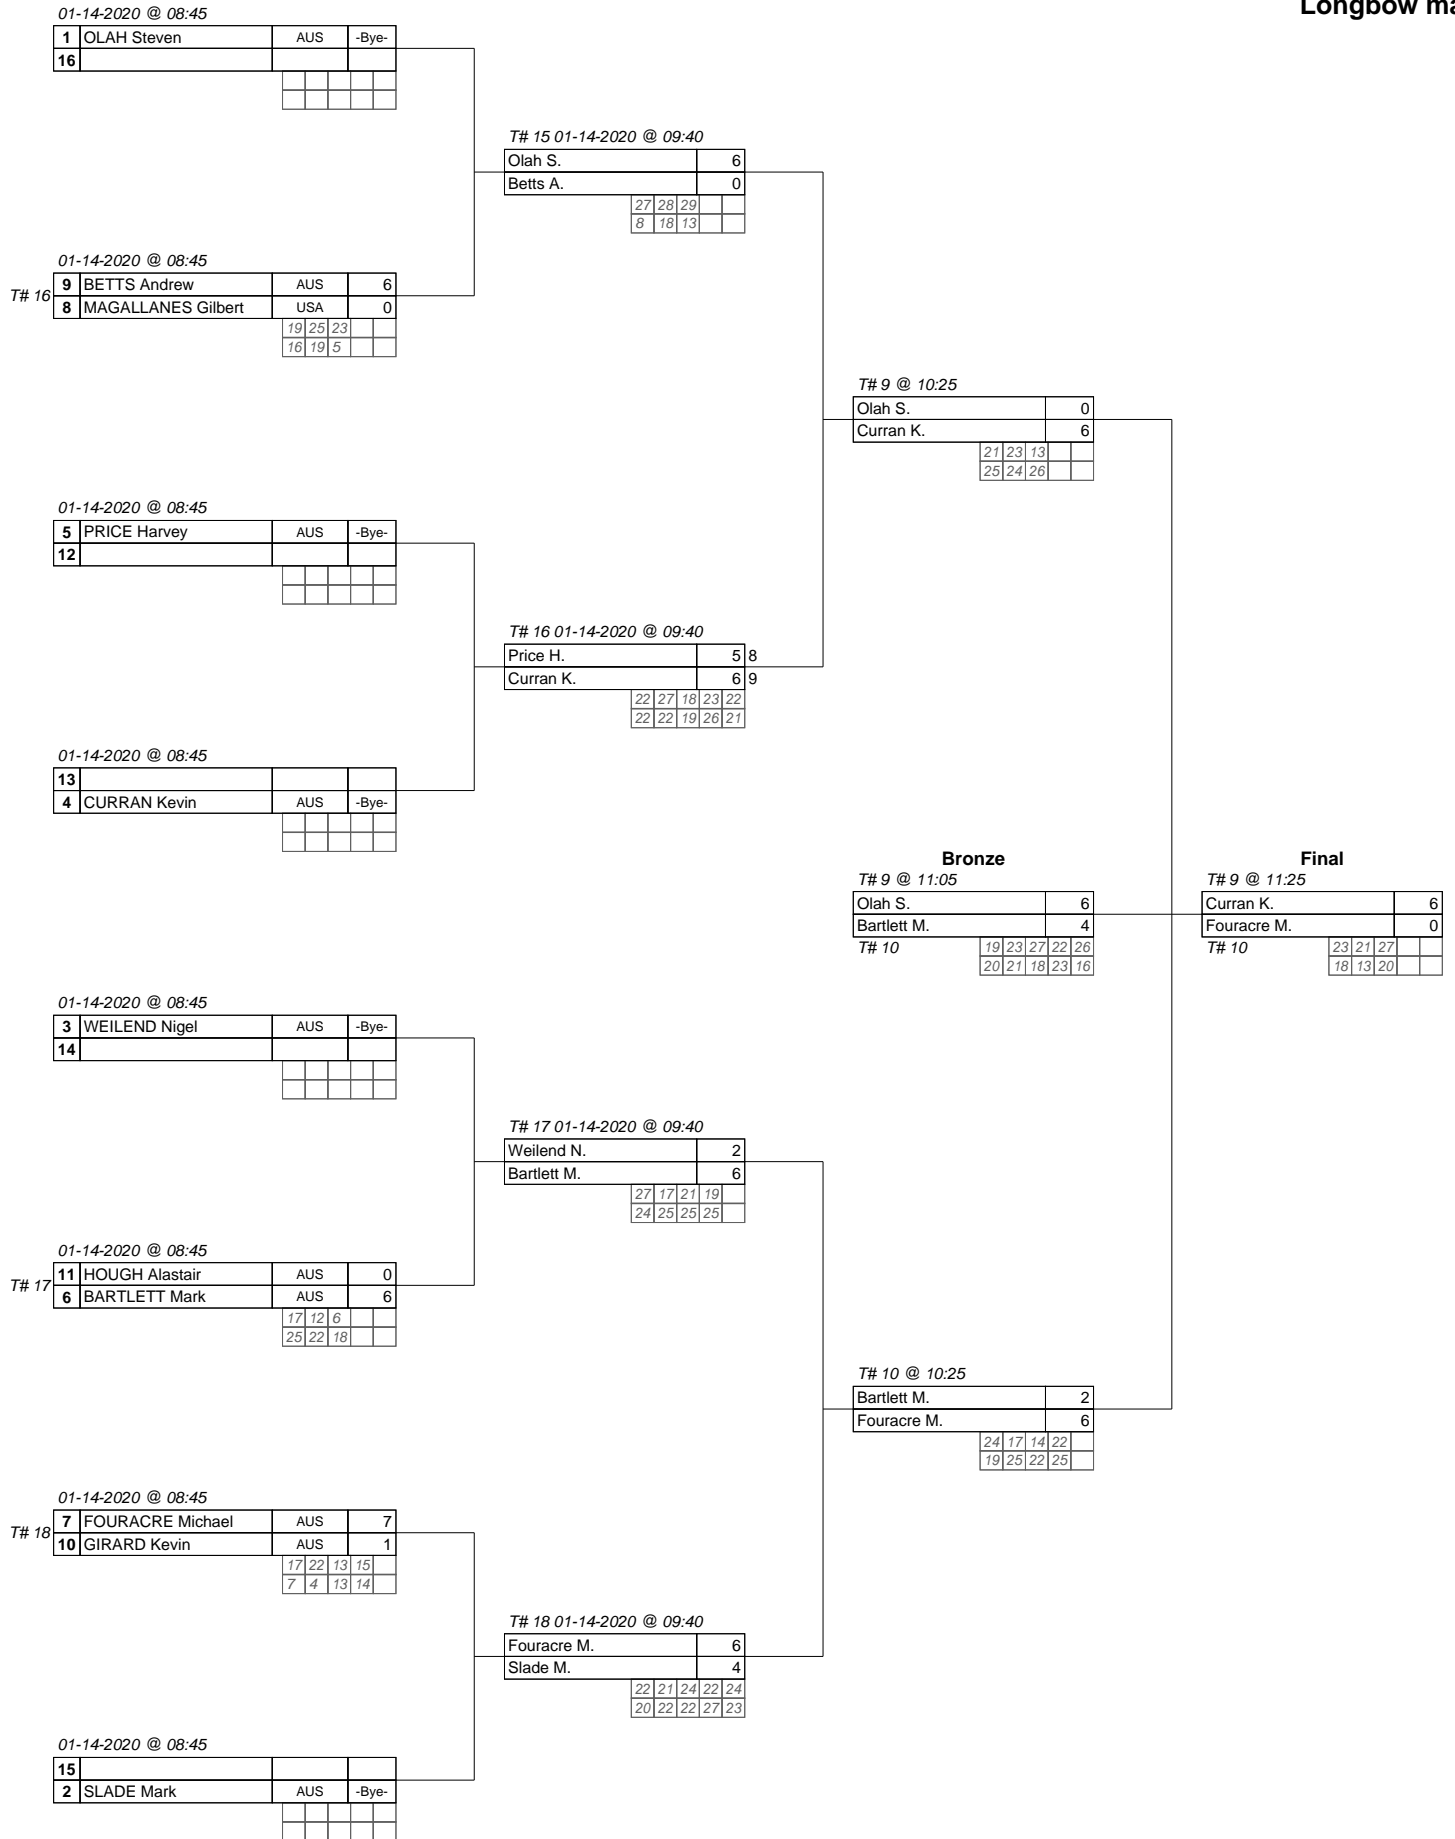 Longbow ma
01-14-2020 @ 08:45
1 OLAH Steven AUS -Bye-
16
T# 15 01-14-2020 @ 09:40
Olah S. 6
Betts A. 0
27 28 29
8 18 13
01-14-2020 @ 08:45
T# 16
9 BETTS Andrew AUS 6
8 MAGALLANES Gilbert USA 0
19 25 23
16 19 5
T# 9 @ 10:25
Olah S. 0
Curran K. 6
21 23 13
25 24 26
01-14-2020 @ 08:45
5 PRICE Harvey AUS -Bye-
12
T# 16 01-14-2020 @ 09:40
Price H. 5 8
Curran K. 6 9
22 27 18 23 22
22 22 19 26 21
01-14-2020 @ 08:45
13
4 CURRAN Kevin AUS -Bye-
Bronze
T# 9 @ 11:05
Olah S. 6
Bartlett M. 4
T# 10
19 23 27 22 26
20 21 18 23 16
Final
T# 9 @ 11:25
Curran K. 6
Fouracre M. 0
T# 10
23 21 27
18 13 20
01-14-2020 @ 08:45
3 WEILEND Nigel AUS -Bye-
14
T# 17 01-14-2020 @ 09:40
Weilend N. 2
Bartlett M. 6
27 17 21 19
24 25 25 25
01-14-2020 @ 08:45
T# 17
11 HOUGH Alastair AUS 0
6 BARTLETT Mark AUS 6
17 12 6
25 22 18
T# 10 @ 10:25
Bartlett M. 2
Fouracre M. 6
24 17 14 22
19 25 22 25
01-14-2020 @ 08:45
T# 18
7 FOURACRE Michael AUS 7
10 GIRARD Kevin AUS 1
17 22 13 15
7 4 13 14
T# 18 01-14-2020 @ 09:40
Fouracre M. 6
Slade M. 4
22 21 24 22 24
20 22 22 27 23
01-14-2020 @ 08:45
15
2 SLADE Mark AUS -Bye-